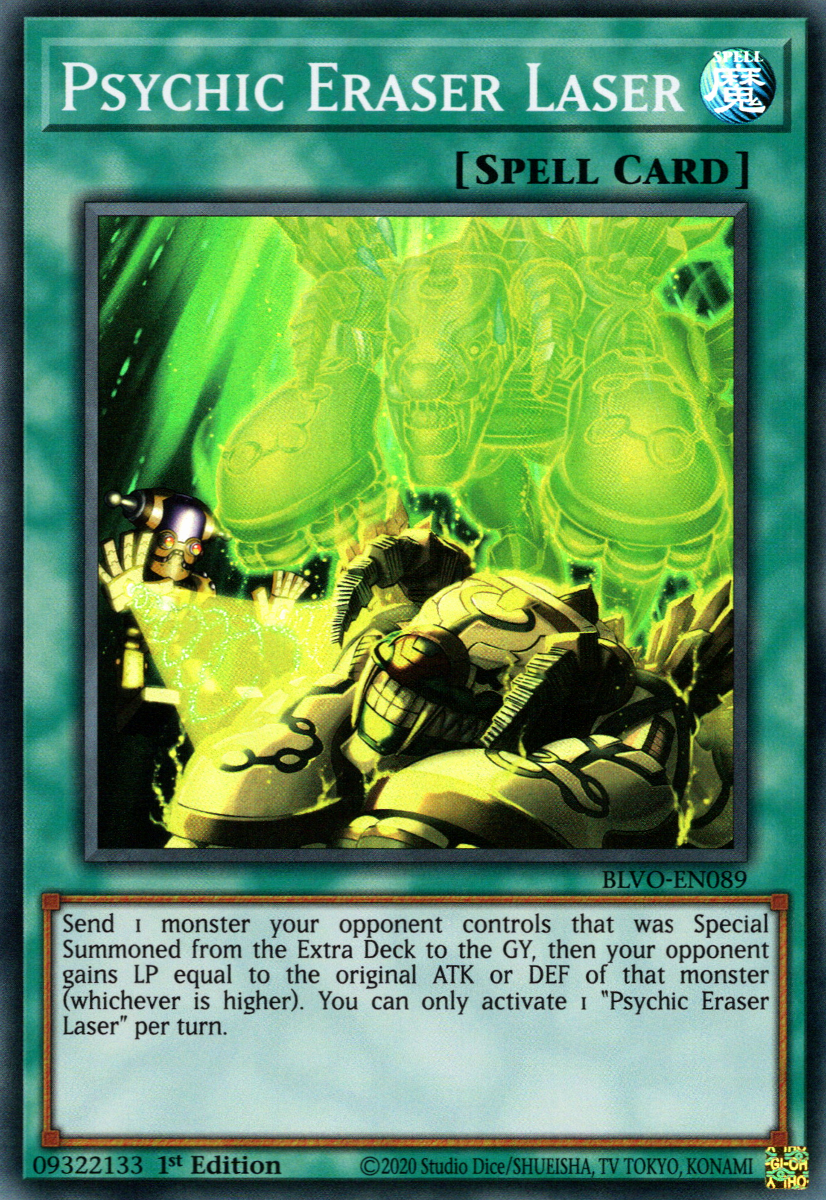 PSYCHIC ERASER LASER
SPELL
魔
[SPELL CARD]
BLVO-EN089
Send 1 monster your opponent controls that was Special
Summoned from the Extra Deck to the GY, then your opponent
gains LP equal to the original ATK or DEF of that monster
(whichever is higher). You can only activate 1 "Psychic Eraser
Laser" per turn.
09322133 1st Edition
©2020 Studio Dice/SHUEISHA, TV TOKYO, KONAMI